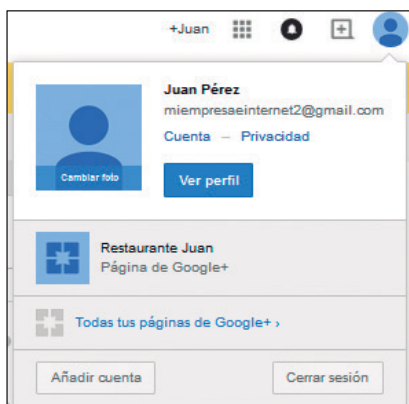 +Juan
Juan Pérez
miempresaeinternet2@gmail.com
Cuenta – Privacidad
Cambiar foto
Ver perfil
Restaurante Juan
Página de Google+
Todas tus páginas de Google+ ›
Añadir cuenta
Cerrar sesión